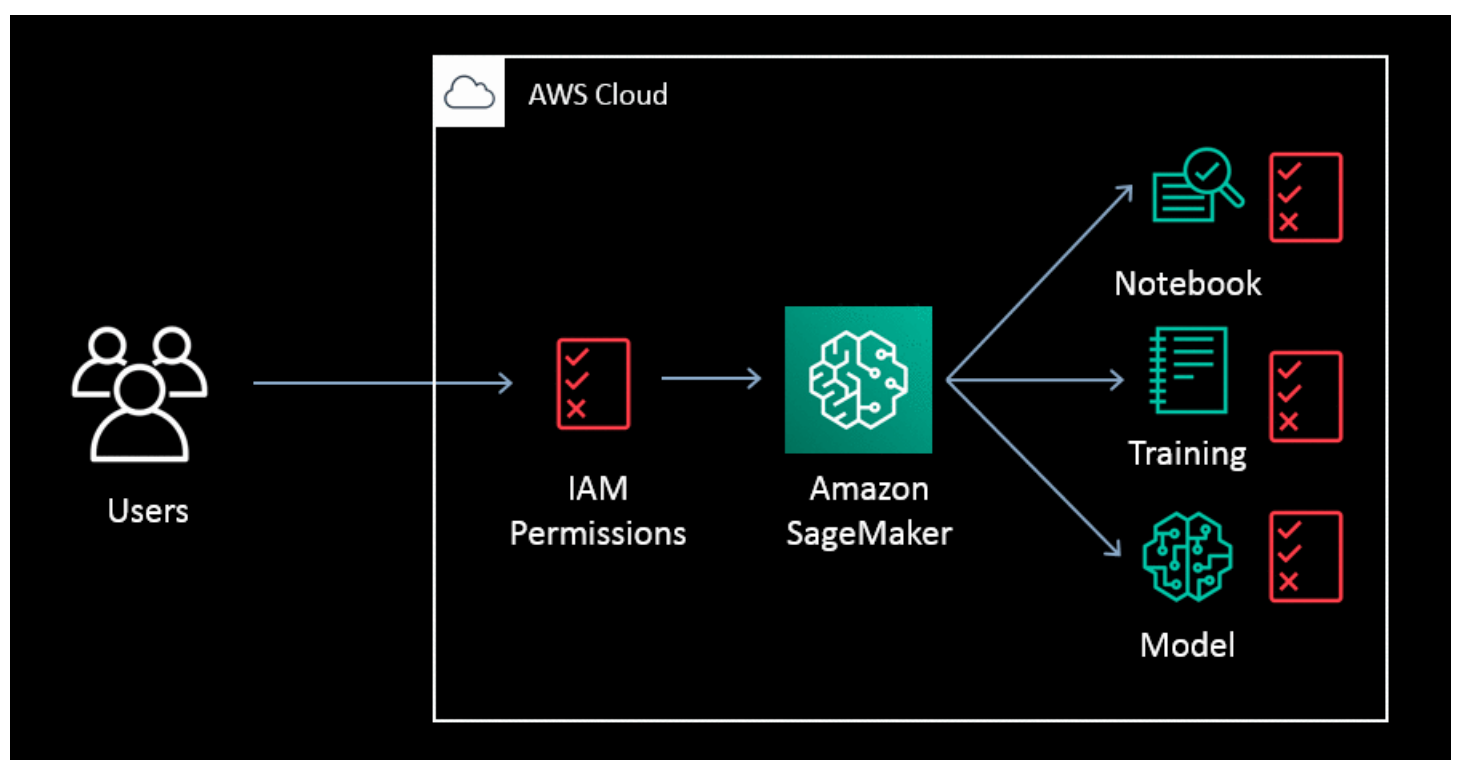 AWS Cloud
Users
IAM
Permissions
Amazon
SageMaker
Notebook
Training
Model